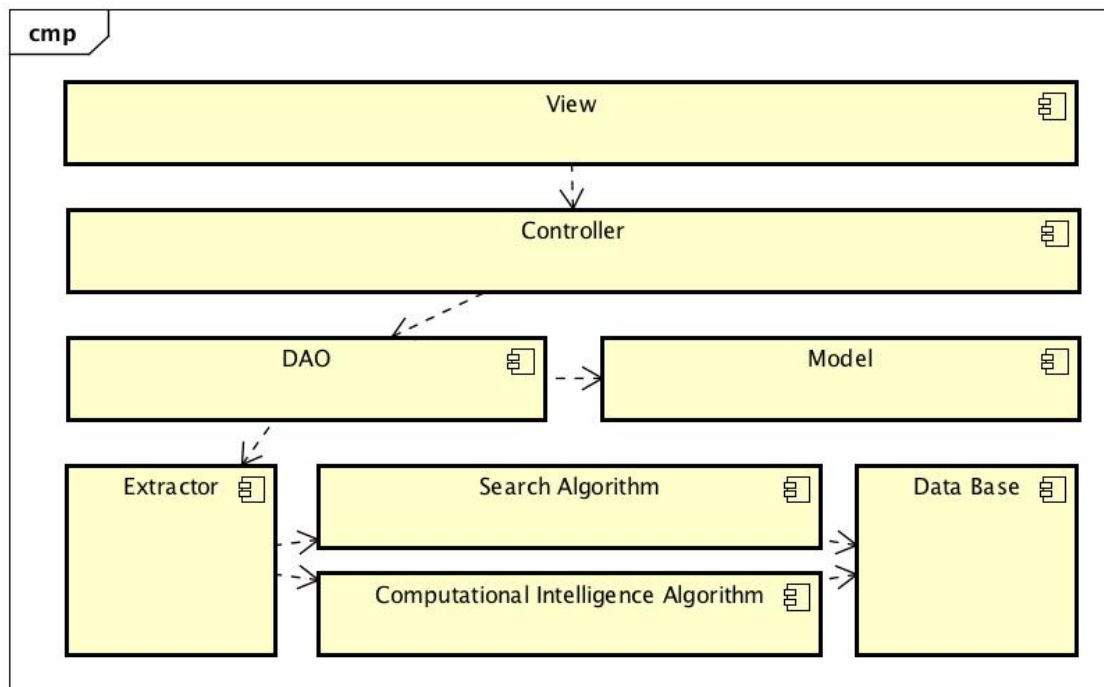 cmp
View
Controller
DAO
Model
Extractor
Search Algorithm
Data Base
Computational Intelligence Algorithm